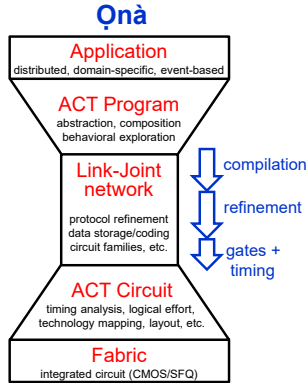 Ọnà
Application
distributed, domain-specific, event-based
ACT Program
abstraction, composition
behavioral exploration
Link-Joint
network
protocol refinement
data storage/coding
circuit families, etc.
compilation
refinement
gates +
timing
ACT Circuit
timing analysis, logical effort,
technology mapping, layout, etc.
Fabric
integrated circuit (CMOS/SFQ)